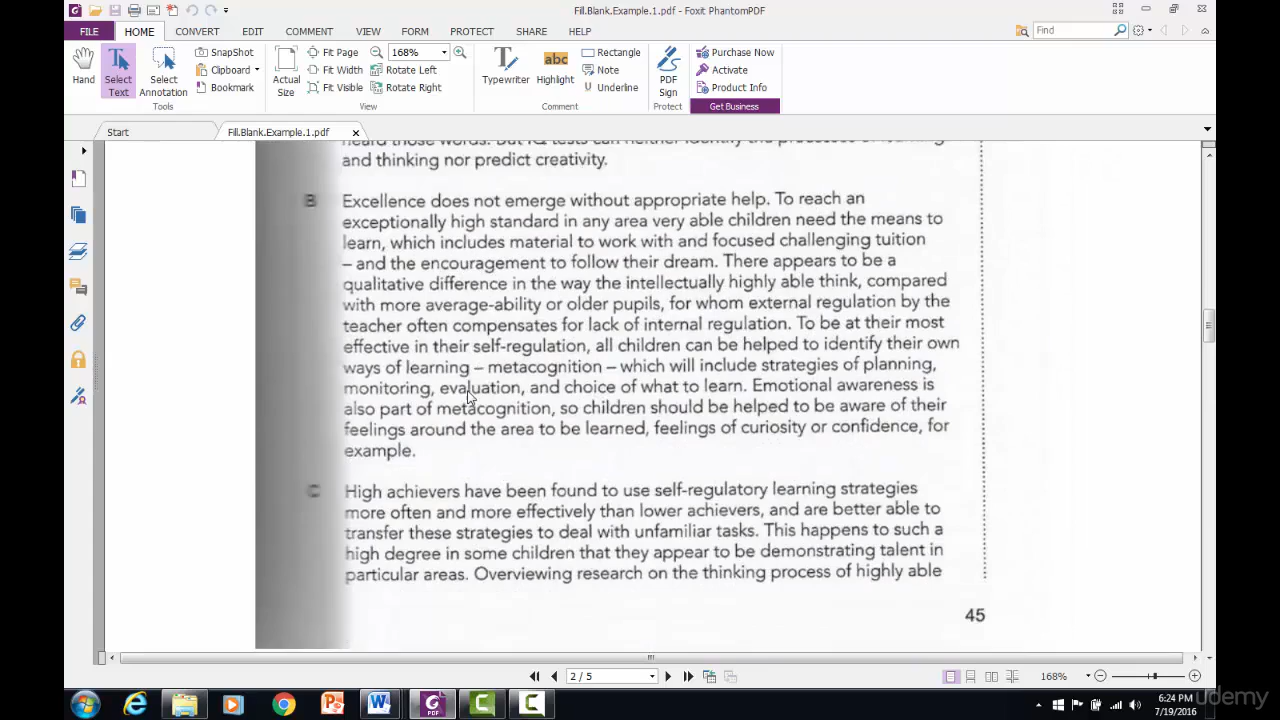 Fill.Blank.Example.1.pdf - Foxit PhantomPDF
FILE HOME CONVERT EDIT COMMENT VIEW FORM PROTECT SHARE HELP Find
Hand
Select Text
Select Annotation
SnapShot
Clipboard
Bookmark
Tools
Actual Size
Fit Page
Fit Width
Fit Visible
168%
Rotate Left
Rotate Right
View
Typewriter
Highlight
Rectangle
Note
Underline
Comment
PDF Sign
Protect
Purchase Now
Activate
Product Info
Get Business
Start Fill.Blank.Example.1.pdf
heard those words. But IQ tests can neither identify the processes of learning
and thinking nor predict creativity.
B Excellence does not emerge without appropriate help. To reach an
exceptionally high standard in any area very able children need the means to
learn, which includes material to work with and focused challenging tuition
– and the encouragement to follow their dream. There appears to be a
qualitative difference in the way the intellectually highly able think, compared
with more average-ability or older pupils, for whom external regulation by the
teacher often compensates for lack of internal regulation. To be at their most
effective in their self-regulation, all children can be helped to identify their own
ways of learning – metacognition – which will include strategies of planning,
monitoring, evaluation, and choice of what to learn. Emotional awareness is
also part of metacognition, so children should be helped to be aware of their
feelings around the area to be learned, feelings of curiosity or confidence, for
example.
C High achievers have been found to use self-regulatory learning strategies
more often and more effectively than lower achievers, and are better able to
transfer these strategies to deal with unfamiliar tasks. This happens to such a
high degree in some children that they appear to be demonstrating talent in
particular areas. Overviewing research on the thinking process of highly able
45
2 / 5 168%
6:24 PM
7/19/2016
udemy